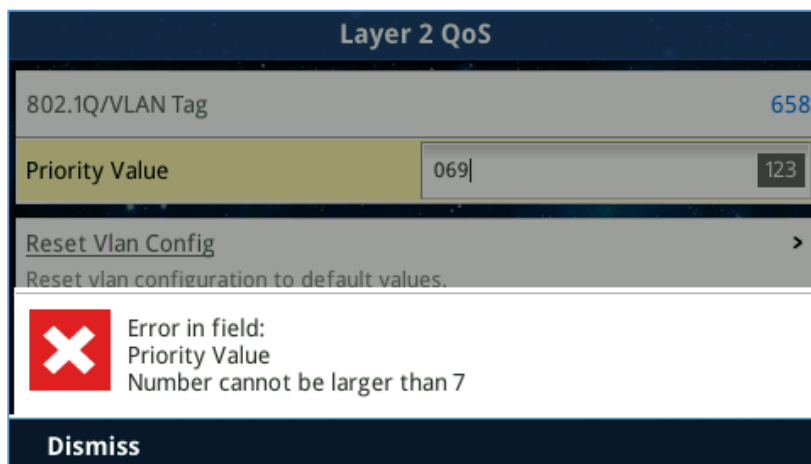 Layer 2 QoS
802.1Q/VLAN Tag 658
Priority Value 069 123
Reset Vlan Config >
Reset vlan configuration to default values.
Error in field:
Priority Value
Number cannot be larger than 7
Dismiss